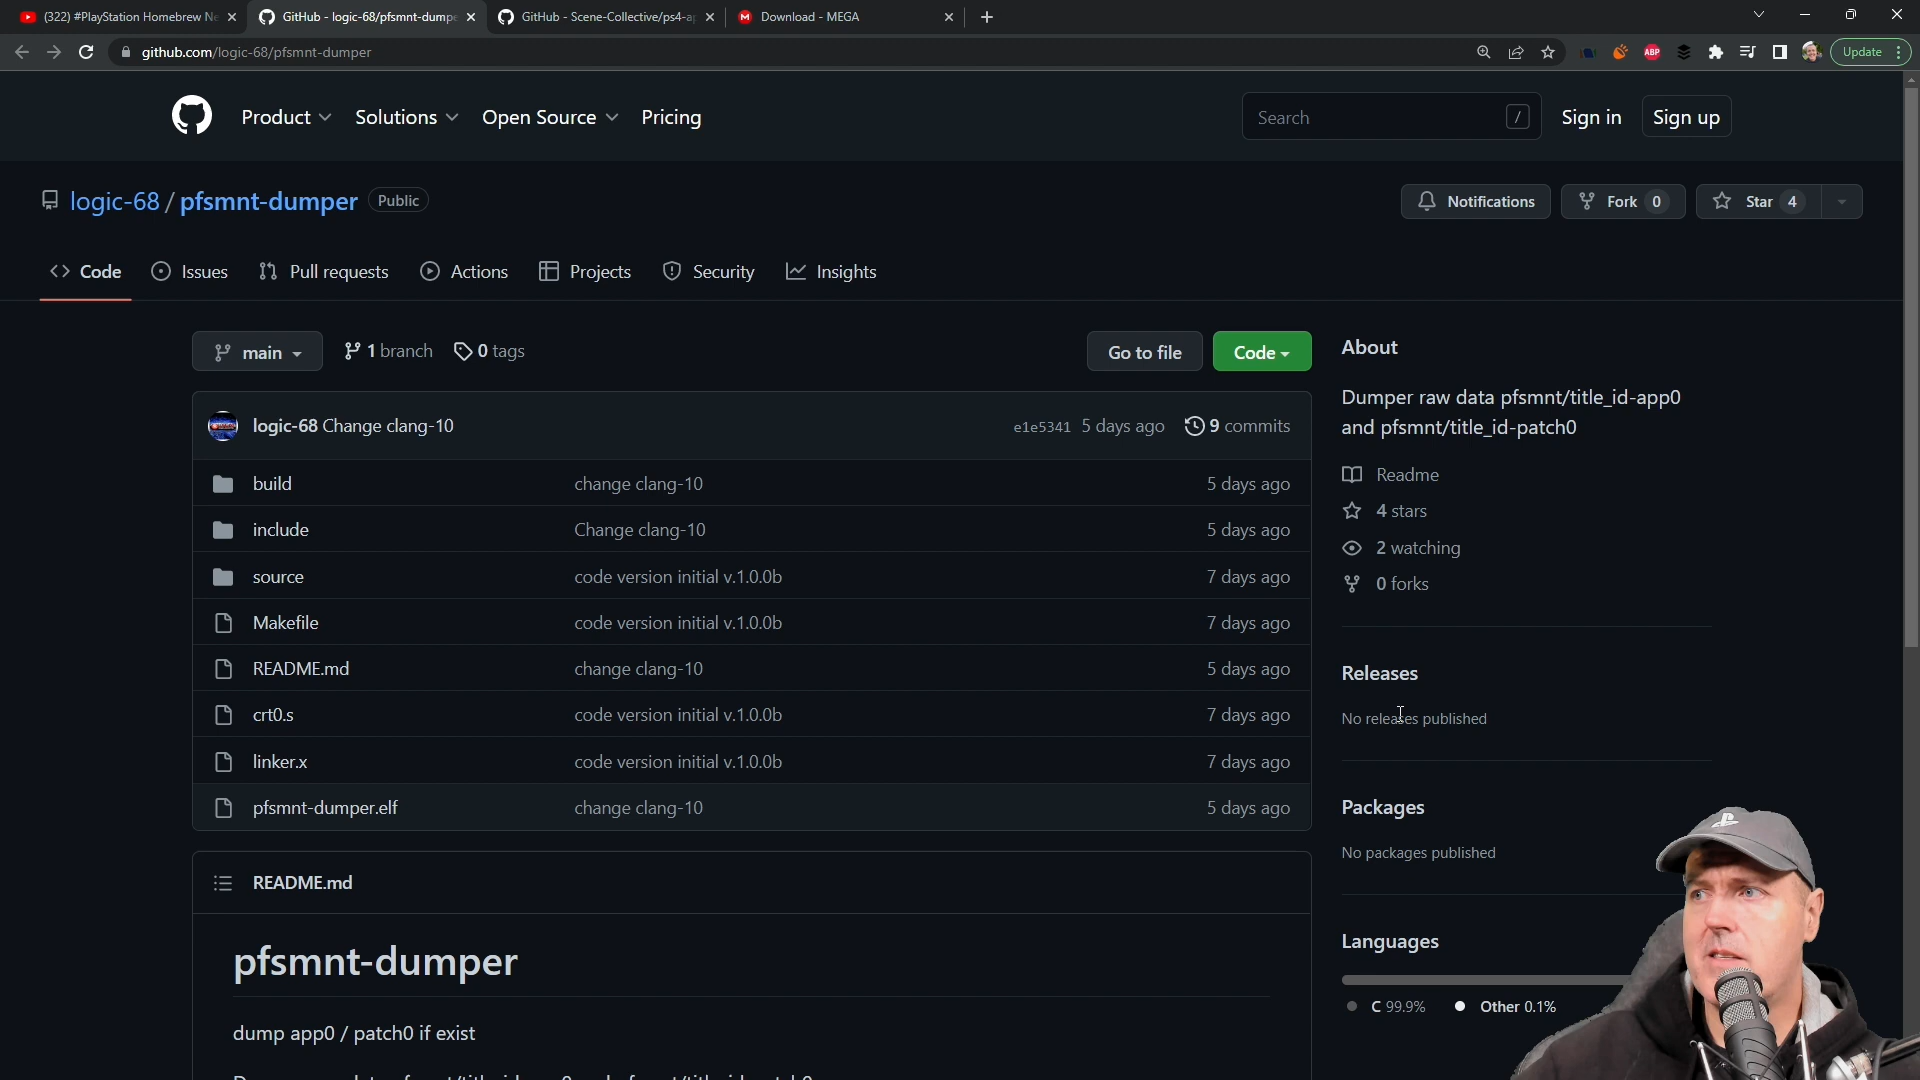 (322) #PlayStation Homebrew Ne
GitHub - logic-68/pfsmnt-dumpe
GitHub - Scene-Collective/ps4-a
Download - MEGA
github.com/logic-68/pfsmnt-dumper
ABP
Update
Product
Solutions
Open Source
Pricing
Search
/
Sign in
Sign up
logic-68 / pfsmnt-dumper
Public
Notifications
Fork 0
Star 4
Code
Issues
Pull requests
Actions
Projects
Security
Insights
main
1 branch
0 tags
Go to file
Code
About
Dumper raw data pfsmnt/title_id-app0
and pfsmnt/title_id-patch0
Readme
4 stars
2 watching
0 forks
logic-68 Change clang-10
e1e5341 5 days ago
9 commits
build change clang-10 5 days ago
include Change clang-10 5 days ago
source code version initial v.1.0.0b 7 days ago
Makefile code version initial v.1.0.0b 7 days ago
README.md change clang-10 5 days ago
crt0.s code version initial v.1.0.0b 7 days ago
linker.x code version initial v.1.0.0b 7 days ago
pfsmnt-dumper.elf change clang-10 5 days ago
Releases
No releases published
Packages
No packages published
Languages
C 99.9%
Other 0.1%
README.md
pfsmnt-dumper
dump app0 / patch0 if exist